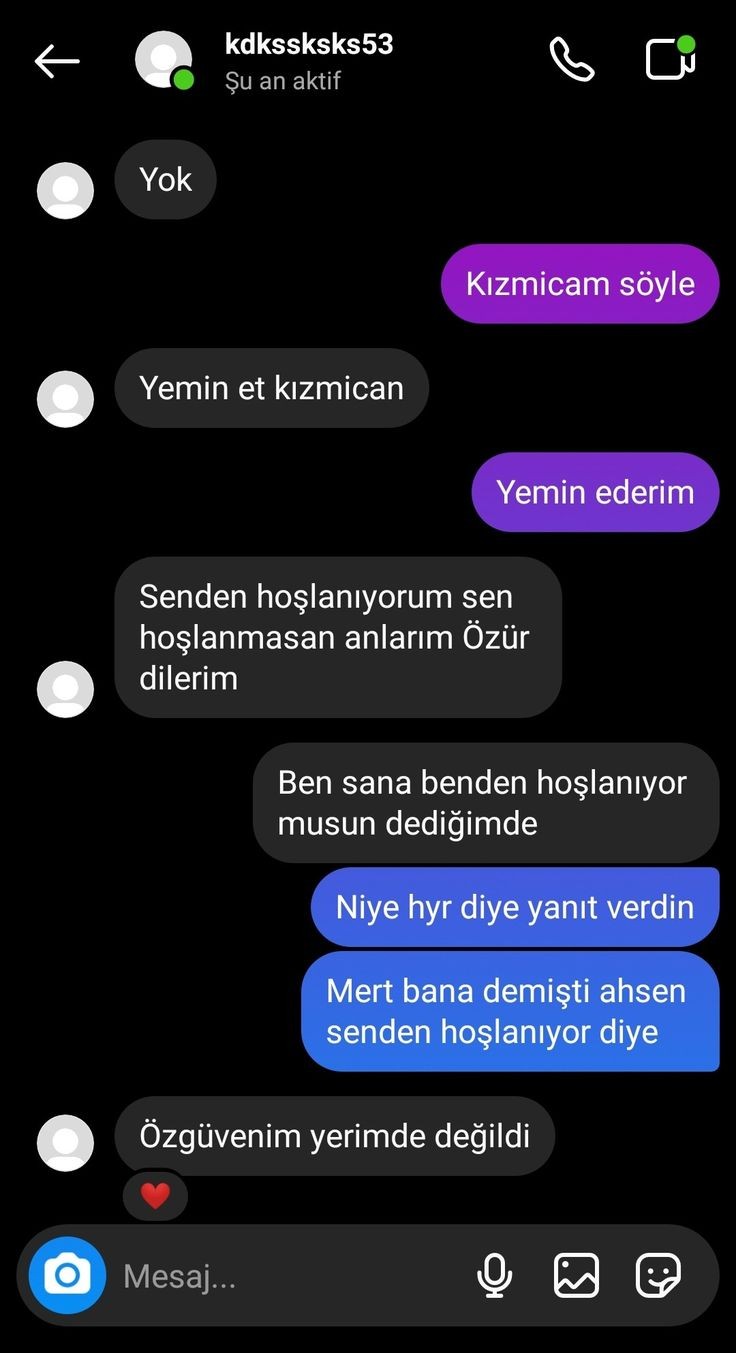 kdkssksks53
Şu an aktif
Yok
Kızmicam söyle
Yemin et kızmican
Yemin ederim
Senden hoşlanıyorum sen
hoşlanmasan anlarım Özür
dilerim
Ben sana benden hoşlanıyor
musun dediğimde
Niye hyr diye yanıt verdin
Mert bana demişti ahsen
senden hoşlanıyor diye
Özgüvenim yerimde değildi
Mesaj...